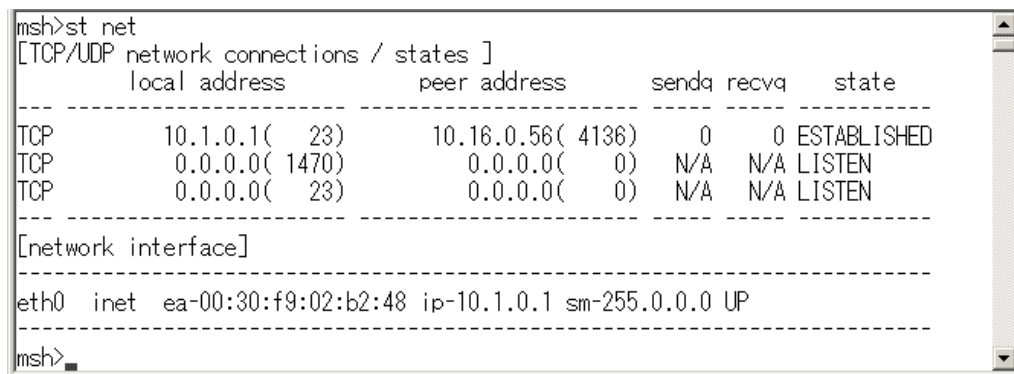 msh>st net
[TCP/UDP network connections / states ]
local address peer address sendq recvq state
--- ----------------------- ----------------------- ----- ----- -----------
TCP 10.1.0.1( 23) 10.16.0.56( 4136) 0 0 ESTABLISHED
TCP 0.0.0.0( 1470) 0.0.0.0( 0) N/A N/A LISTEN
TCP 0.0.0.0( 23) 0.0.0.0( 0) N/A N/A LISTEN
--- ----------------------- ----------------------- ----- ----- -----------
[network interface]
---------------------------------------------------------------------------
eth0 inet ea-00:30:f9:02:b2:48 ip-10.1.0.1 sm-255.0.0.0 UP
---------------------------------------------------------------------------
msh>